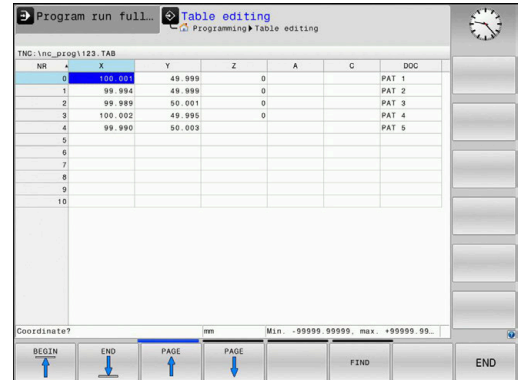 Program run full… Table editing
Programming▸Table editing
TNC:\nc_prog\123.TAB
NR X Y Z A C DOC
0 100.001 49.999 0 PAT 1
1 99.994 49.999 0 PAT 2
2 99.989 50.001 0 PAT 3
3 100.002 49.995 0 PAT 4
4 99.990 50.003 PAT 5
5
6
7
8
9
10
Coordinate? mm Min. -99999.99999, max. +99999.99…
BEGIN END PAGE PAGE FIND END